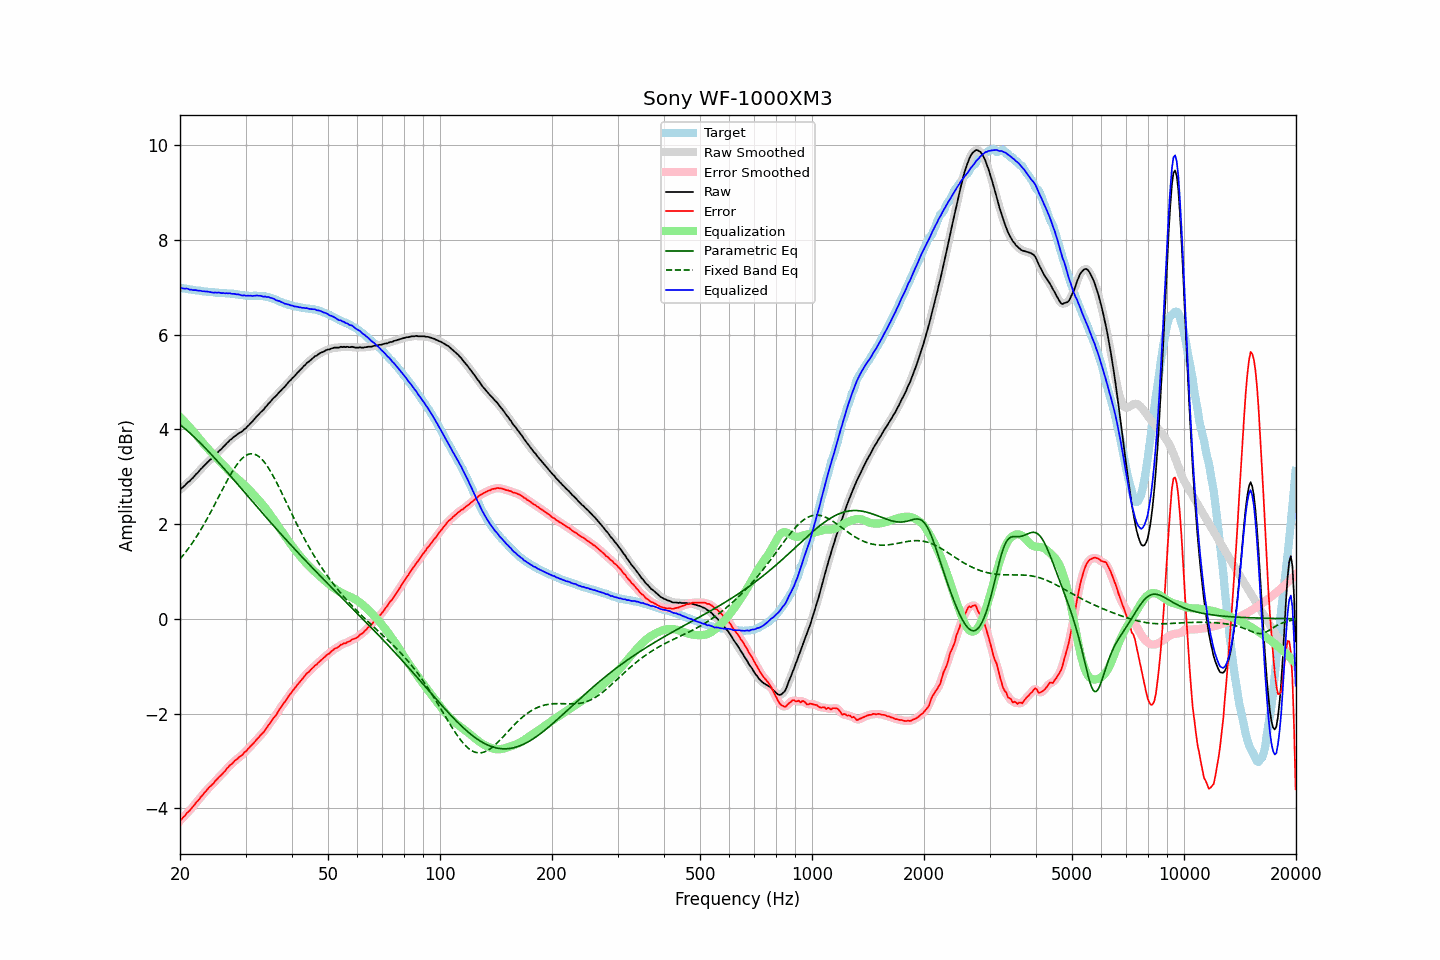 Sony WF-1000XM3
Target
Raw Smoothed
Error Smoothed
Raw
Error
Equalization
Parametric Eq
Fixed Band Eq
Equalized
10
8
6
4
2
0
−2
−4
Amplitude (dBr)
20 50 100 200 500 1000 2000 5000 10000 20000
Frequency (Hz)